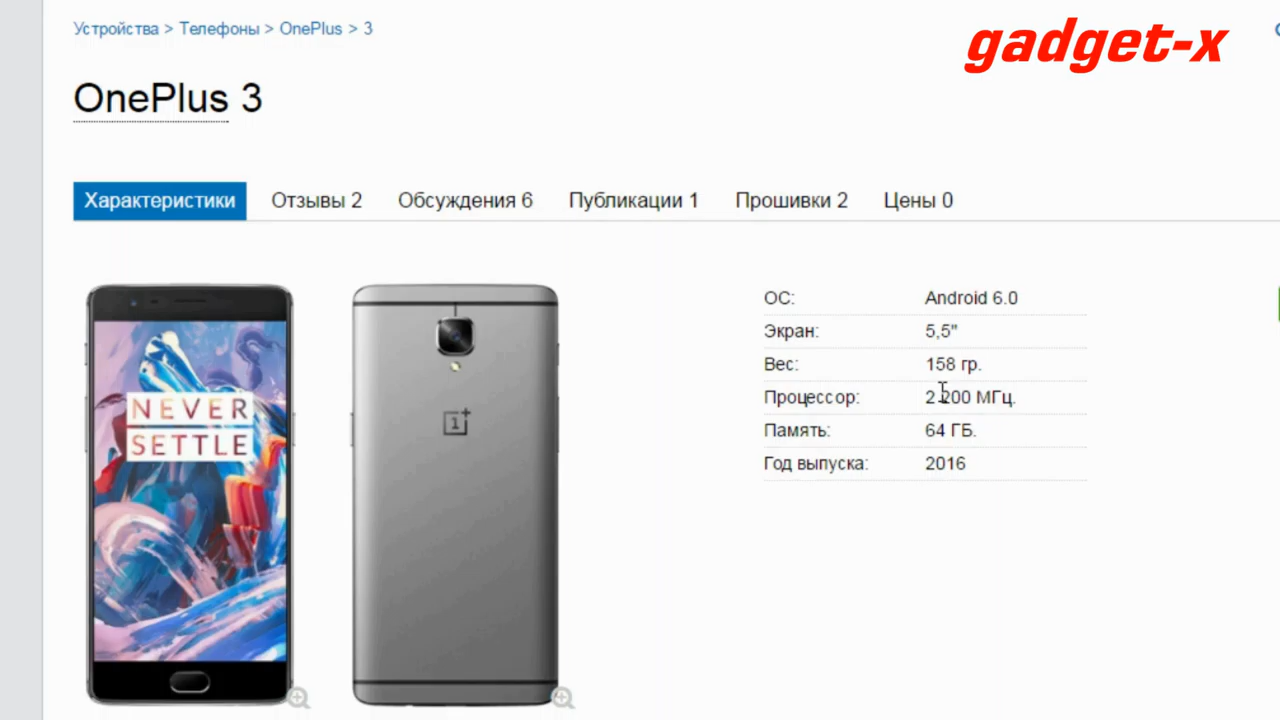 Устройства > Телефоны > OnePlus > 3
gadget-x
OnePlus 3
Характеристики Отзывы 2 Обсуждения 6 Публикации 1 Прошивки 2 Цены 0
ОС: Android 6.0
Экран: 5,5"
Вес: 158 гр.
Процессор: 2 200 МГц.
Память: 64 ГБ.
Год выпуска: 2016
NEVER
SETTLE
1+